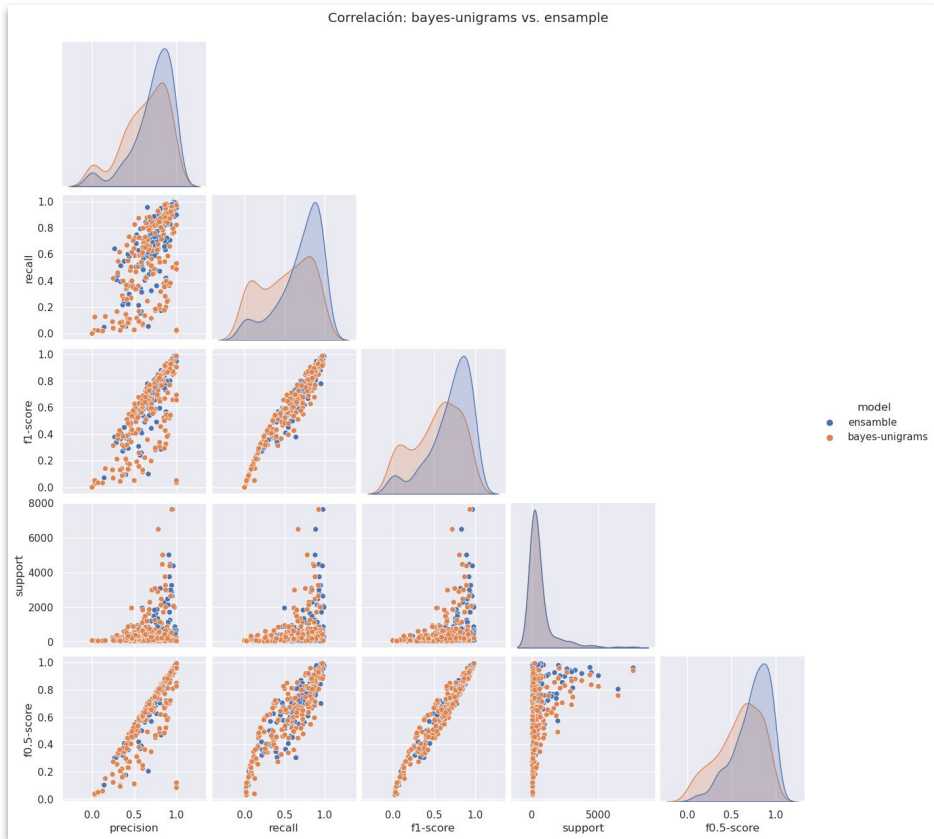 Correlación: bayes-unigrams vs. ensample
recall
1.0
0.8
0.6
0.4
0.2
0.0
f1-score
1.0
0.8
0.6
0.4
0.2
0.0
model
ensamble
bayes-unigrams
support
8000
6000
4000
2000
0
f0.5-score
1.0
0.8
0.6
0.4
0.2
0.0
0.0 0.5 1.0 0.0 0.5 1.0 0.0 0.5 1.0 0 5000 0.0 0.5 1.0
precision recall f1-score support f0.5-score